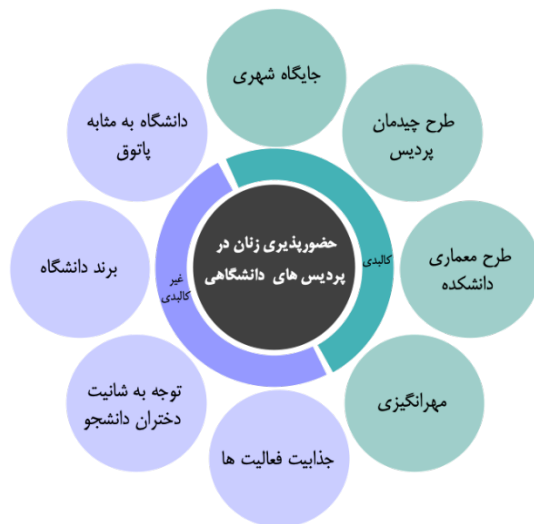 جایگاه شهری
طرح چیدمان
پردیس
طرح معماری
دانشکده
مهرانگیزی
جذابیت فعالیت ها
توجه به شانیت
دختران دانشجو
برند دانشگاه
دانشگاه به مثابه
پاتوق
کالبدی
غیر
کالبدی
حضورپذیری زنان در
پردیس های دانشگاهی